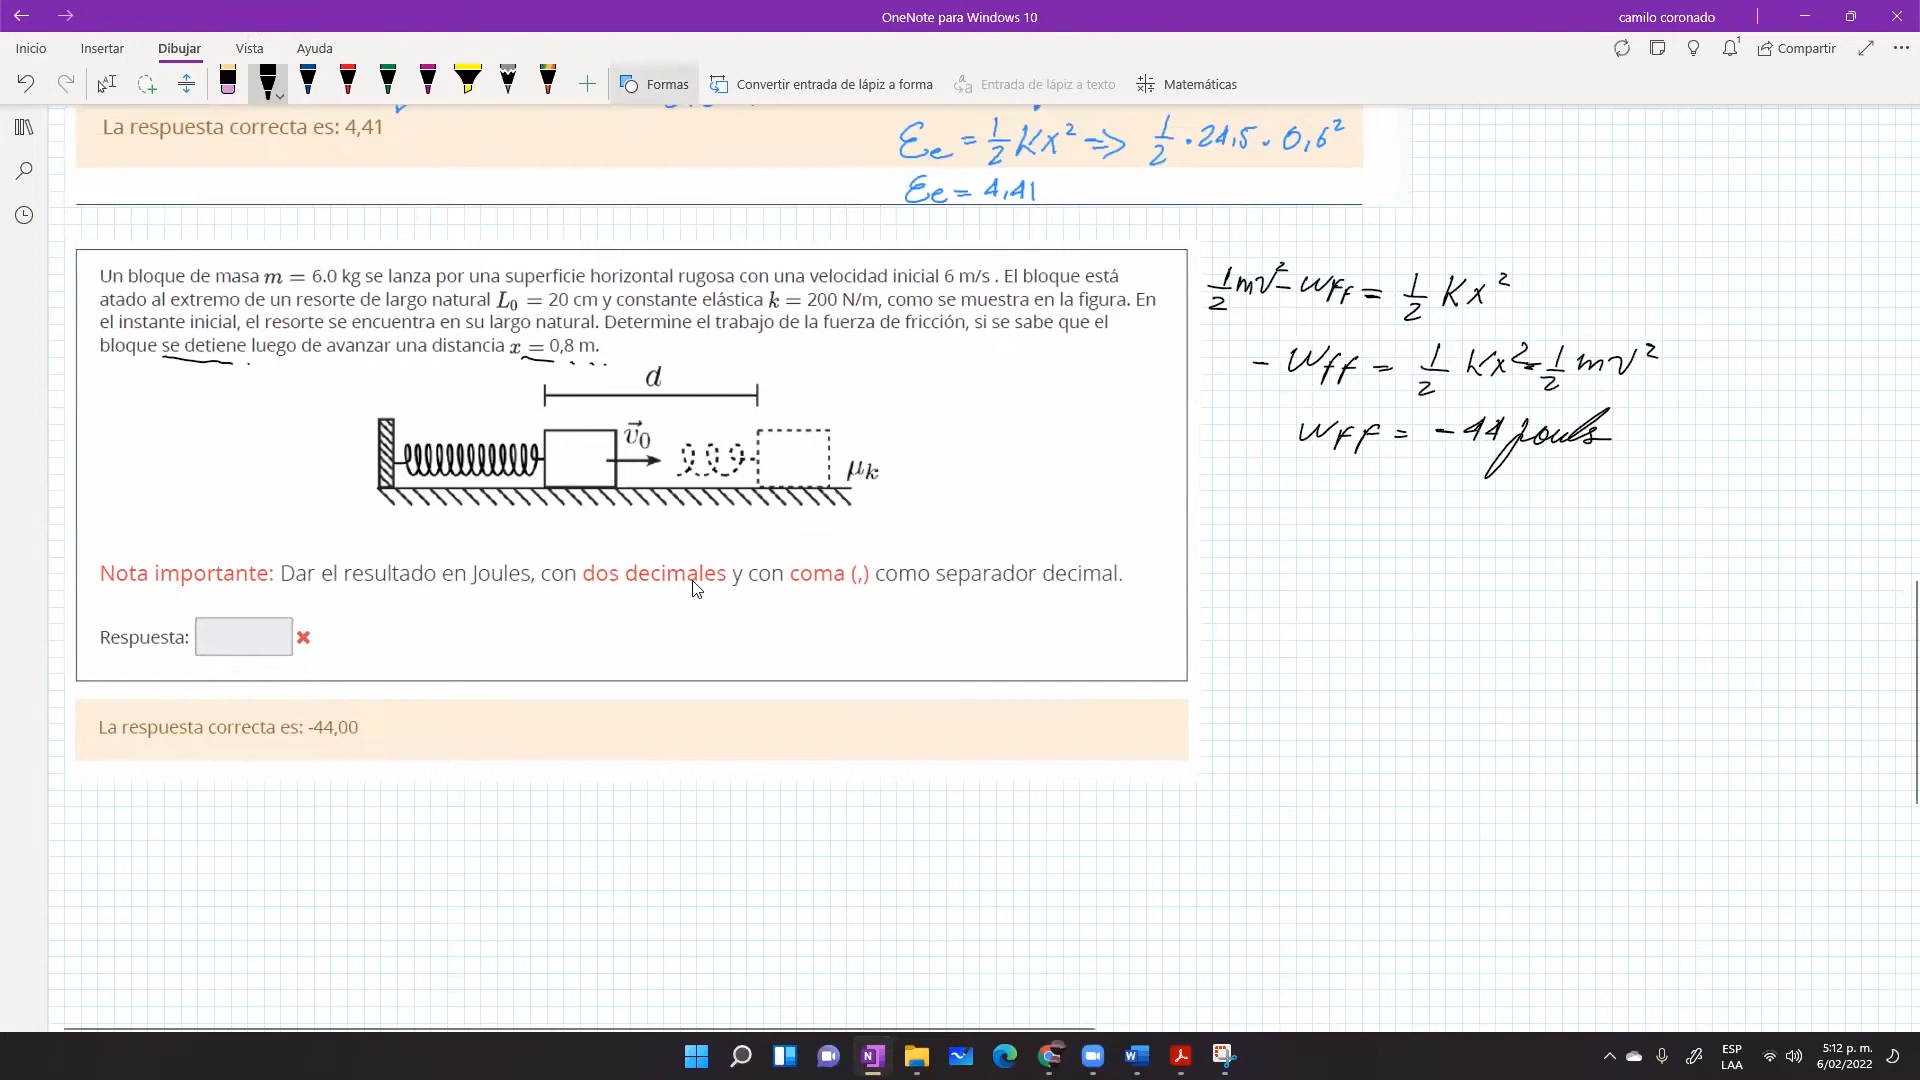 OneNote para Windows 10
camilo coronado
Inicio
Insertar
Dibujar
Vista
Ayuda
1
Compartir
Formas
Convertir entrada de lápiz a forma
Entrada de lápiz a texto
Matemáticas
La respuesta correcta es: 4,41
Ee = 1/2 Kx² => 1/2 . 24,5 . 0,6²
Ee = 4,41
Un bloque de masa m = 6.0 kg se lanza por una superficie horizontal rugosa con una velocidad inicial 6 m/s . El bloque está
atado al extremo de un resorte de largo natural L₀ = 20 cm y constante elástica k = 200 N/m, como se muestra en la figura. En
el instante inicial, el resorte se encuentra en su largo natural. Determine el trabajo de la fuerza de fricción, si se sabe que el
bloque se detiene luego de avanzar una distancia x = 0,8 m.
d
v⃗₀
μk
1/2 mv² - Wff = 1/2 Kx²
- Wff = 1/2 Kx² - 1/2 mv²
Wff = -44 jouls
Nota importante: Dar el resultado en Joules, con dos decimales y con coma (,) como separador decimal.
Respuesta:
La respuesta correcta es: -44,00
ESP
LAA
5:12 p. m.
6/02/2022